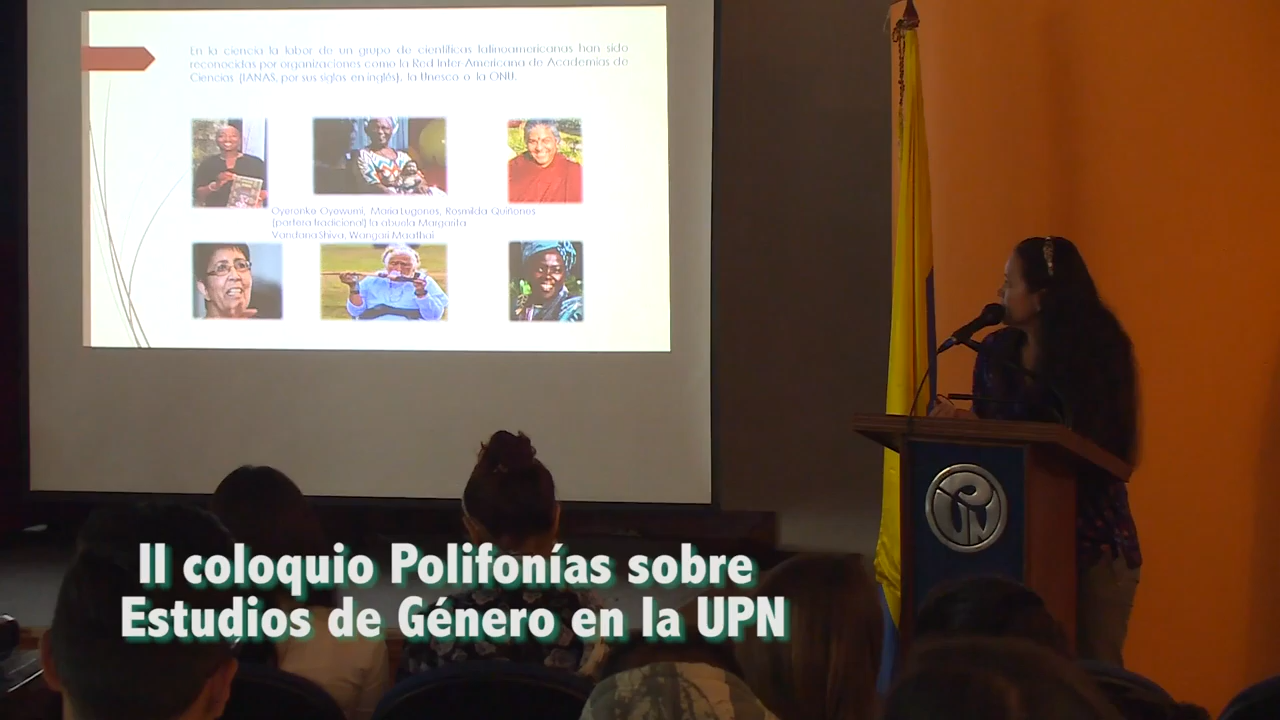 En la ciencia la labor de un grupo de científicas latinoamericanas han sido
reconocidas por organizaciones como la Red Inter Americana de Academias de
Ciencias (IANAS, por sus siglas en inglés), la Unesco o la ONU.
Oyeronke Oyewumi, María Lugones, Rosmilda Quiñones
(partera tradicional) la abuela Margarita
Vandana Shiva, Wangari Maathai
II coloquio Polifonías sobre
Estudios de Género en la UPN